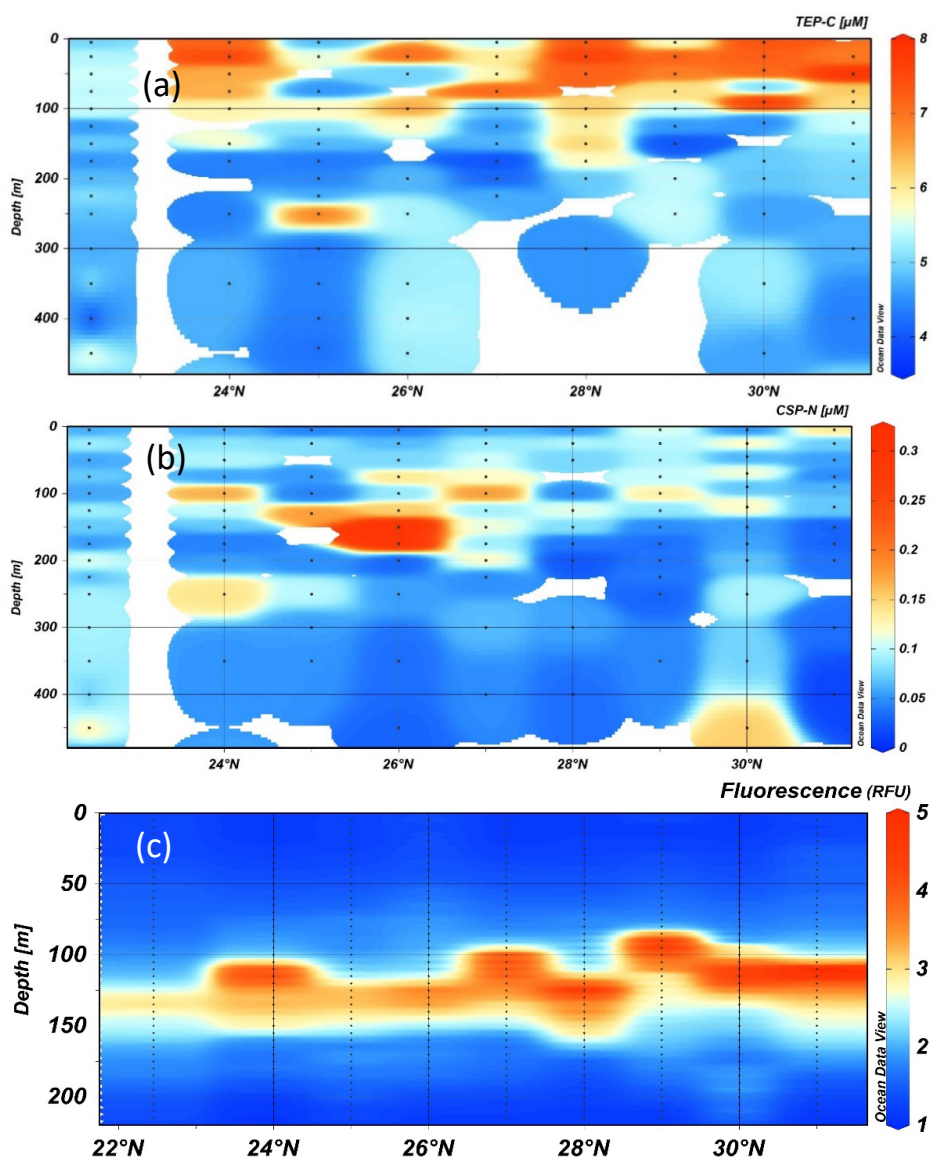 TEP-C [µM]
(a)
0
100
200
300
400
Depth [m]
24°N
26°N
28°N
30°N
8
7
6
5
4
Ocean Data View
CSP-N [µM]
(b)
0
100
200
300
400
Depth [m]
24°N
26°N
28°N
30°N
0.3
0.25
0.2
0.15
0.1
0.05
0
Ocean Data View
Fluorescence (RFU)
(c)
0
50
100
150
200
Depth [m]
22°N
24°N
26°N
28°N
30°N
5
4
3
2
1
Ocean Data View